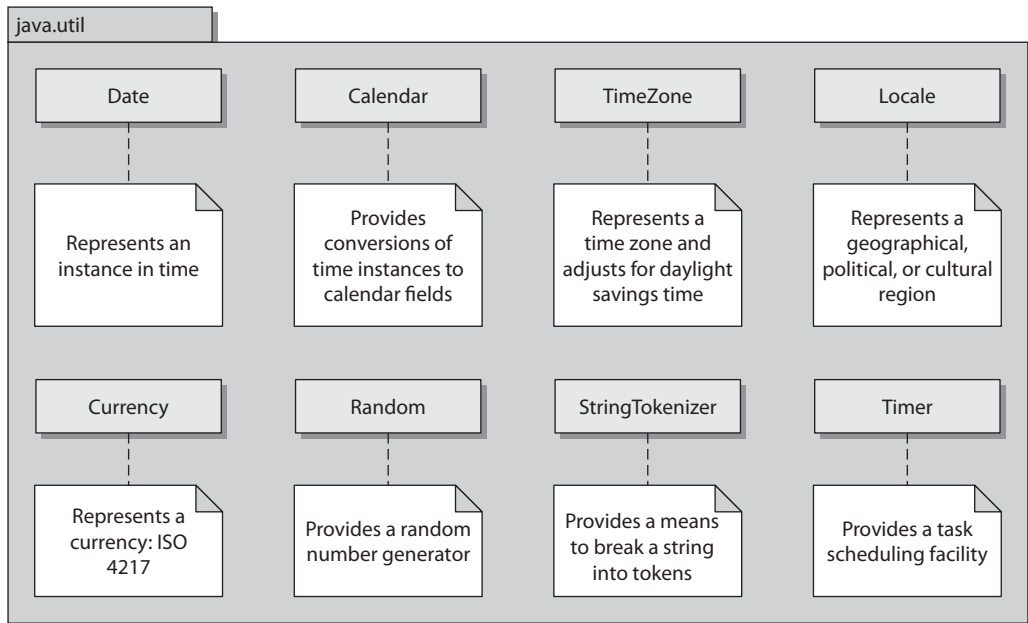 java.util
Date
Calendar
TimeZone
Locale
Represents an
instance in time
Provides
conversions of
time instances to
calendar fields
Represents a
time zone and
adjusts for daylight
savings time
Represents a
geographical,
political, or cultural
region
Currency
Random
StringTokenizer
Timer
Represents a
currency: ISO
4217
Provides a random
number generator
Provides a means
to break a string
into tokens
Provides a task
scheduling facility